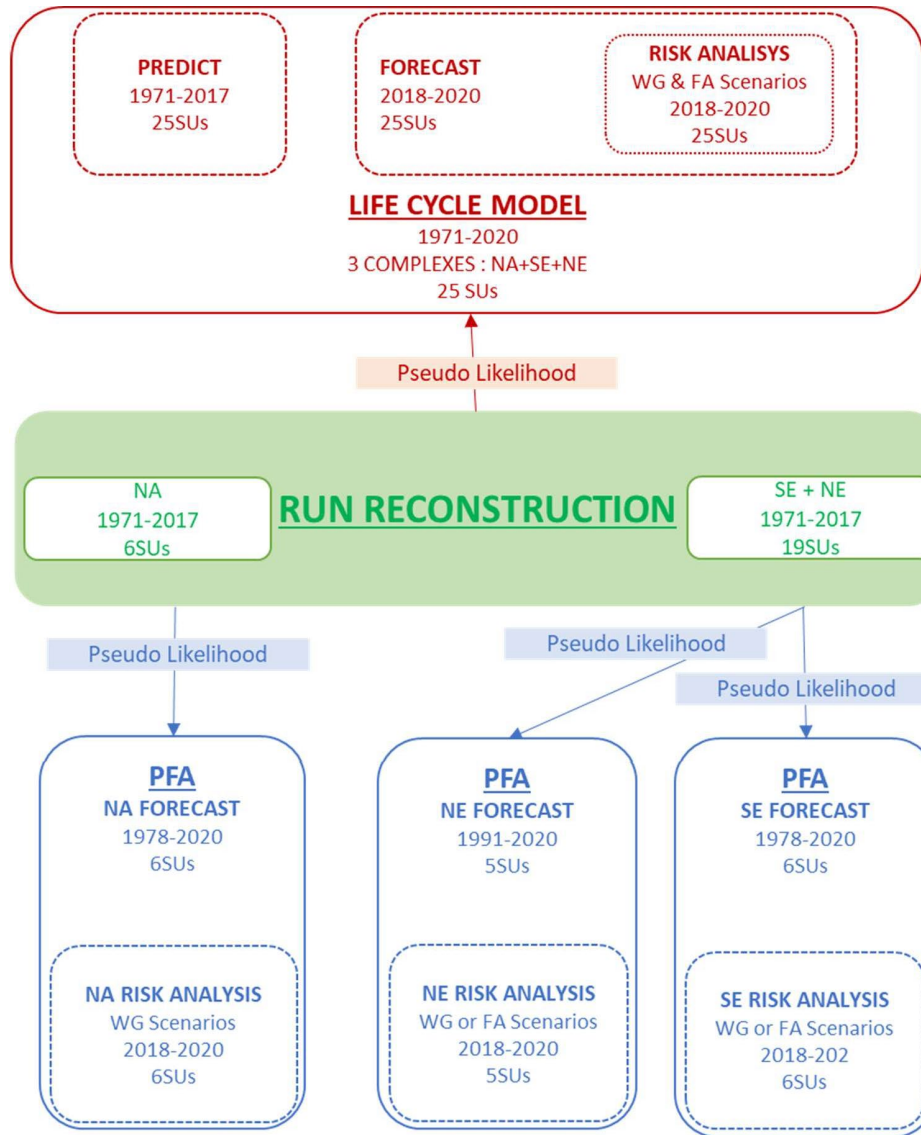 PREDICT
1971-2017
25SUs
FORECAST
2018-2020
25SUs
RISK ANALISYS
WG & FA Scenarios
2018-2020
25SUs
LIFE CYCLE MODEL
1971-2020
3 COMPLEXES : NA+SE+NE
25 SUs
Pseudo Likelihood
NA
1971-2017
6SUs
RUN RECONSTRUCTION
SE + NE
1971-2017
19SUs
Pseudo Likelihood
Pseudo Likelihood
Pseudo Likelihood
PFA
NA FORECAST
1978-2020
6SUs
NA RISK ANALYSIS
WG Scenarios
2018-2020
6SUs
PFA
NE FORECAST
1991-2020
5SUs
NE RISK ANALYSIS
WG or FA Scenarios
2018-2020
5SUs
PFA
SE FORECAST
1978-2020
6SUs
SE RISK ANALYSIS
WG or FA Scenarios
2018-202
6SUs